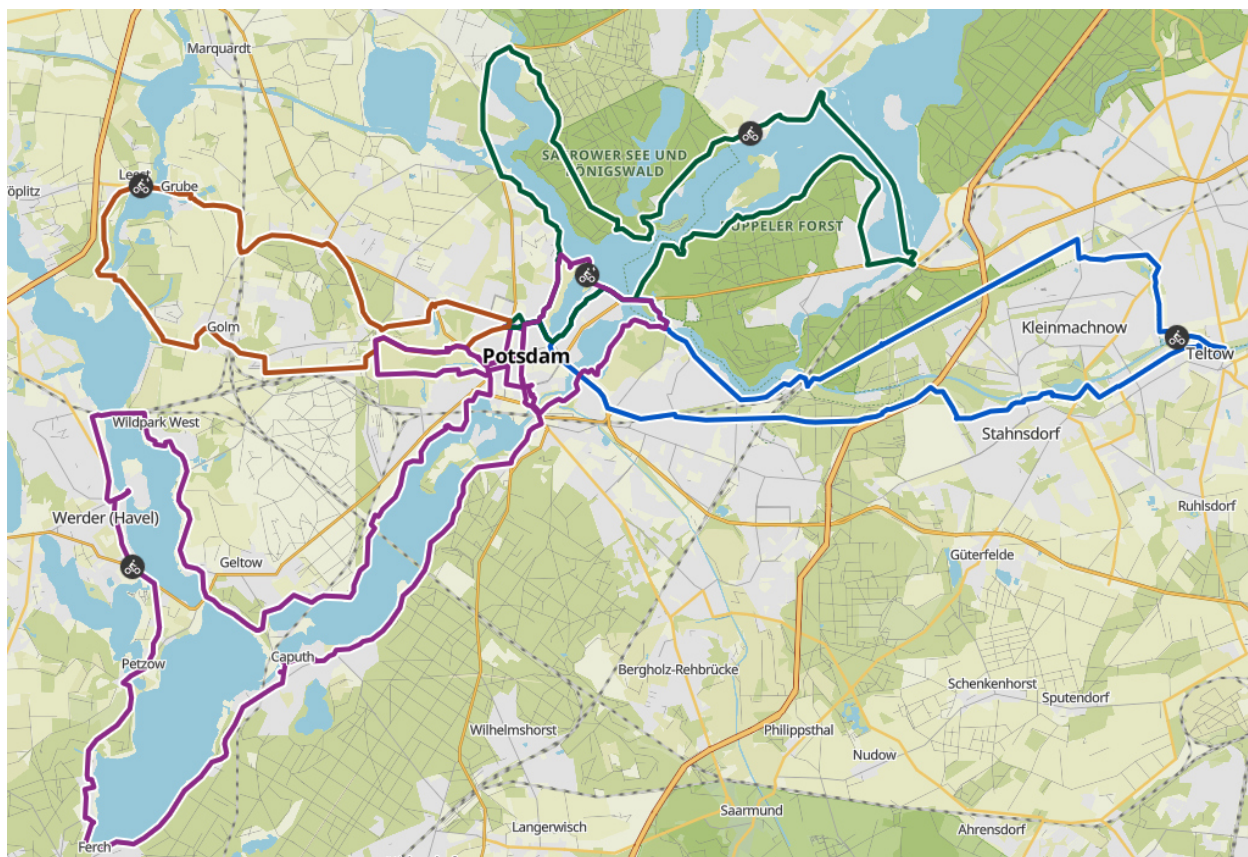 Marquardt
SACROWER SEE UND
KÖNIGSWALD
Leest
Grube
öplitz
DÜPPELER FORST
Golm
Kleinmachnow
Potsdam
Teltow
Wildpark West
Stahnsdorf
Werder (Havel)
Ruhlsdorf
Geltow
Güterfelde
Caputh
Petzow
Bergholz-Rehbrücke
Schenkenhorst
Sputendorf
Wilhelmshorst
Philippsthal
Nudow
Saarmund
Langerwisch
Ahrensdorf
Ferch